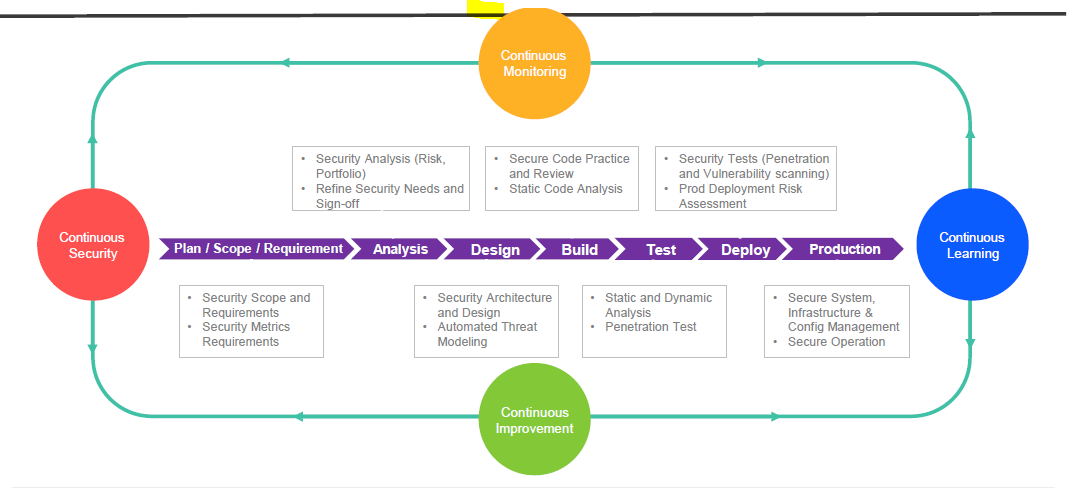 Continuous
Monitoring
• Security Analysis (Risk,
Portfolio)
• Refine Security Needs and
Sign-off
• Secure Code Practice
and Review
• Static Code Analysis
• Security Tests (Penetration
and Vulnerability scanning)
• Prod Deployment Risk
Assessment
Continuous
Security
Plan / Scope / Requirement
Analysis
Design
Build
Test
Deploy
Production
Continuous
Learning
• Security Scope and
Requirements
• Security Metrics
Requirements
• Security Architecture
and Design
• Automated Threat
Modeling
• Static and Dynamic
Analysis
• Penetration Test
• Secure System,
Infrastructure &
Config Management
• Secure Operation
Continuous
Improvement